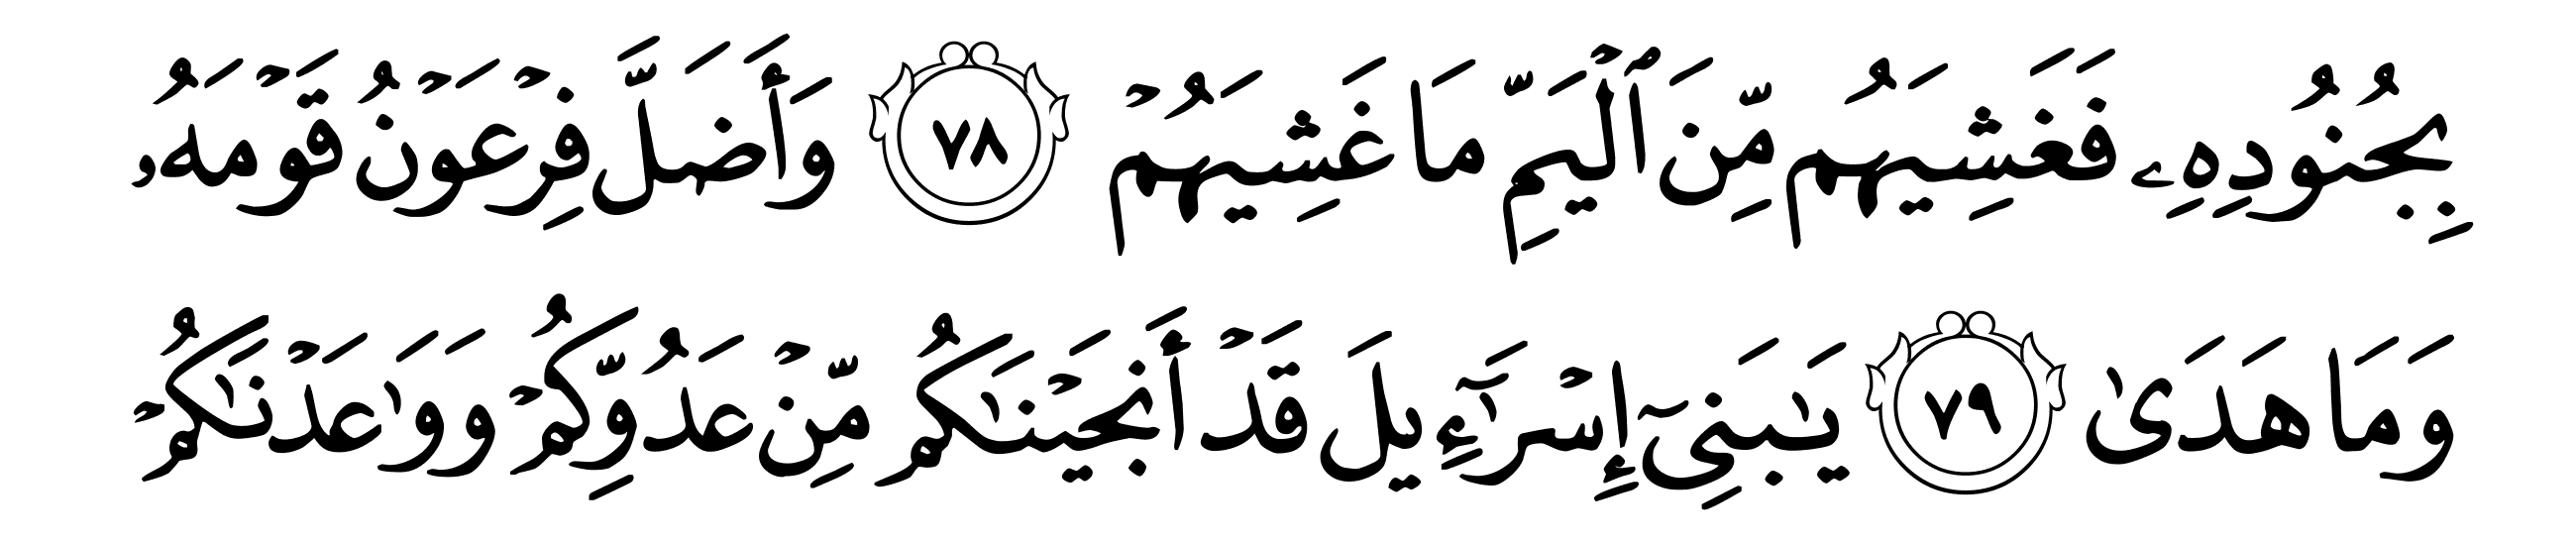 بِجُنُودِهِۦ فَغَشِيَهُم مِّنَ ٱلْيَمِّ مَا غَشِيَهُمْ ٧٨ وَأَضَلَّ فِرْعَوْنُ قَوْمَهُۥ
وَمَا هَدَىٰ ٧٩ يَـٰبَنِىٓ إِسْرَٰٓءِيلَ قَدْ أَنجَيْنَـٰكُم مِّنْ عَدُوِّكُمْ وَوَٰعَدْنَـٰكُمْ